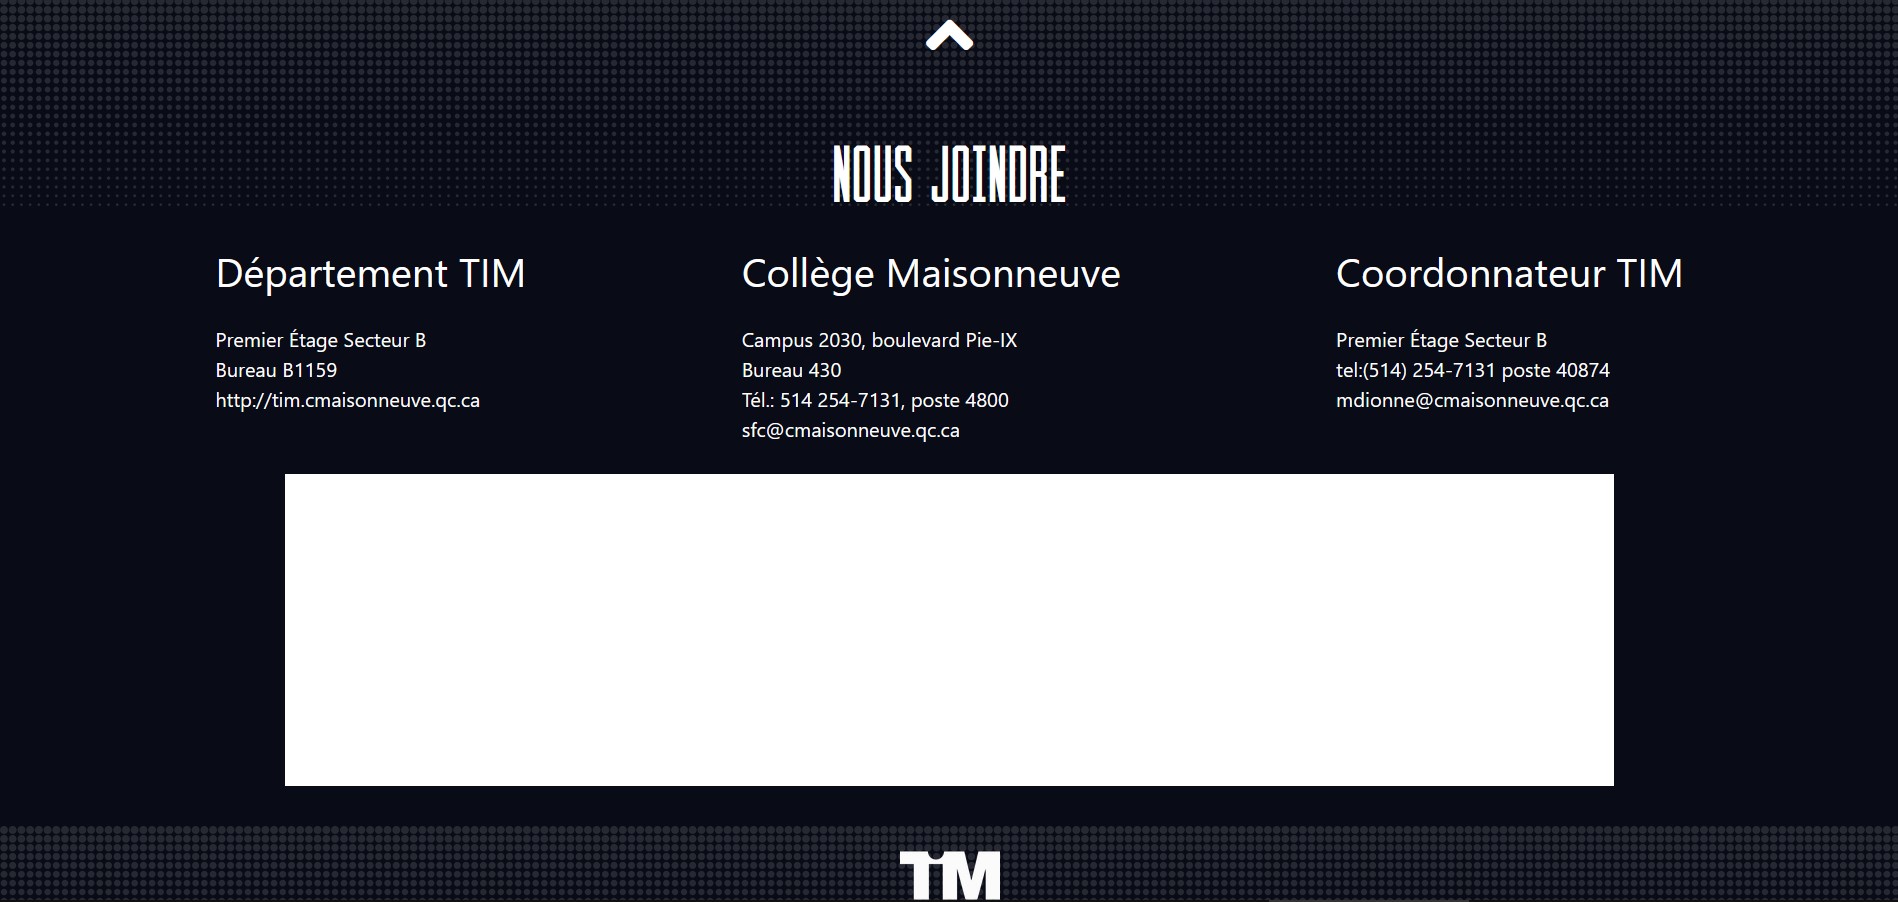 NOUS JOINDRE
Département TIM
Premier Étage Secteur B
Bureau B1159
http://tim.cmaisonneuve.qc.ca
Collège Maisonneuve
Campus 2030, boulevard Pie-IX
Bureau 430
Tél.: 514 254-7131, poste 4800
sfc@cmaisonneuve.qc.ca
Coordonnateur TIM
Premier Étage Secteur B
tel:(514) 254-7131 poste 40874
mdionne@cmaisonneuve.qc.ca
TiM